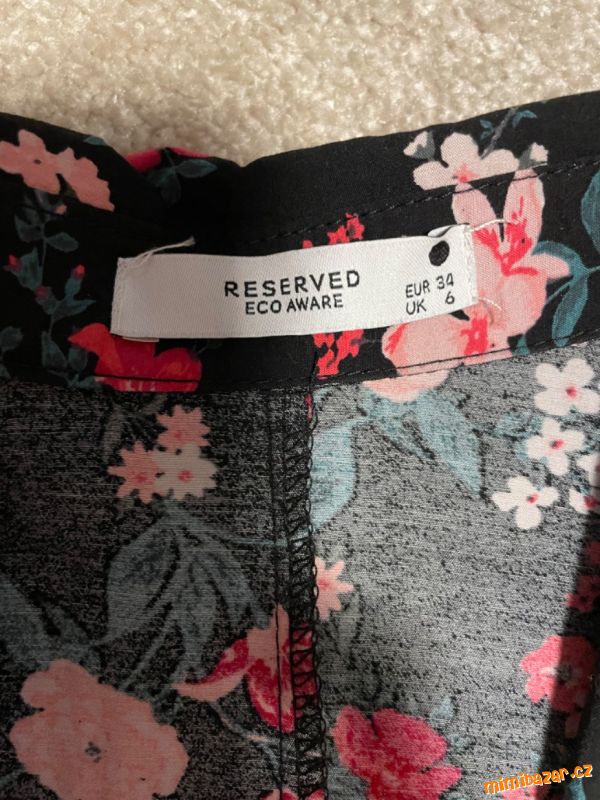 RESERVED
ECO AWARE
EUR 34
UK 6
mimibazar.cz